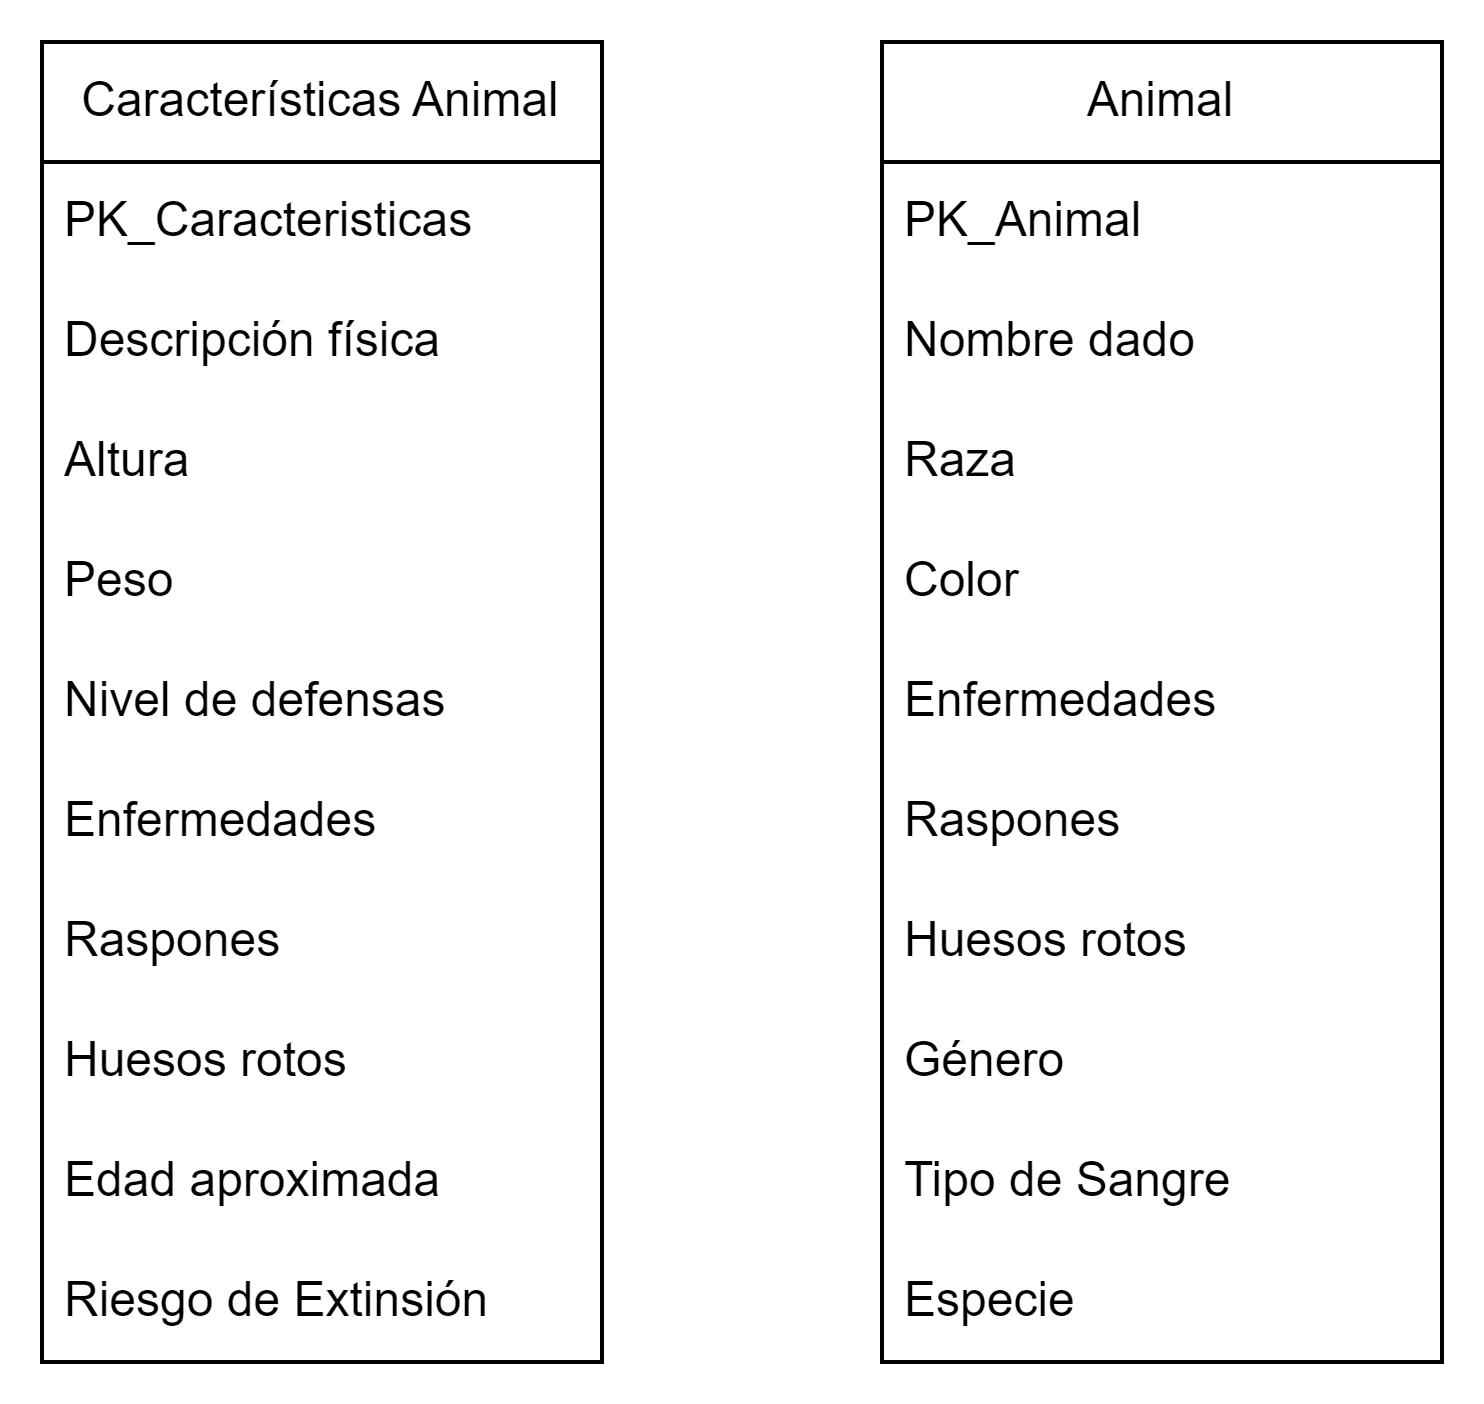 Características Animal
PK_Caracteristicas
Descripción física
Altura
Peso
Nivel de defensas
Enfermedades
Raspones
Huesos rotos
Edad aproximada
Riesgo de Extinsión
Animal
PK_Animal
Nombre dado
Raza
Color
Enfermedades
Raspones
Huesos rotos
Género
Tipo de Sangre
Especie